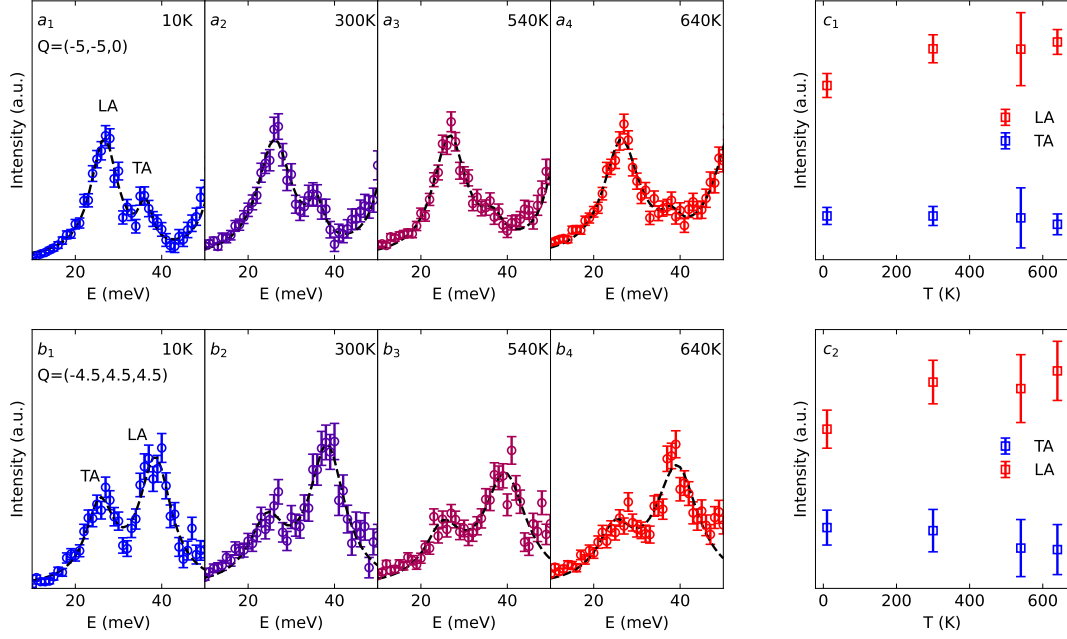 a1 10K
Q=(-5,-5,0)
LA
TA
a2 300K
a3 540K
a4 640K
Intensity (a.u.)
20 40
20 40
20 40
20 40
E (meV)
E (meV)
E (meV)
E (meV)
c1
Intensity (a.u.)
LA
TA
0 200 400 600
T (K)
b1 10K
Q=(-4.5,4.5,4.5)
LA
TA
b2 300K
b3 540K
b4 640K
Intensity (a.u.)
20 40
20 40
20 40
20 40
E (meV)
E (meV)
E (meV)
E (meV)
c2
Intensity (a.u.)
TA
LA
0 200 400 600
T (K)